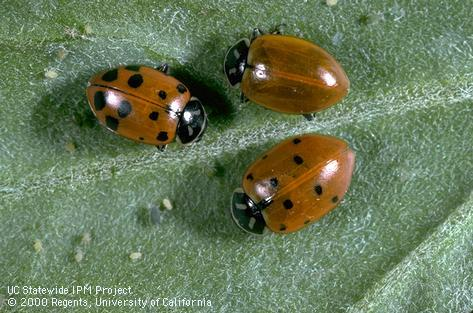 UC Statewide IPM Project
© 2000 Regents, University of California